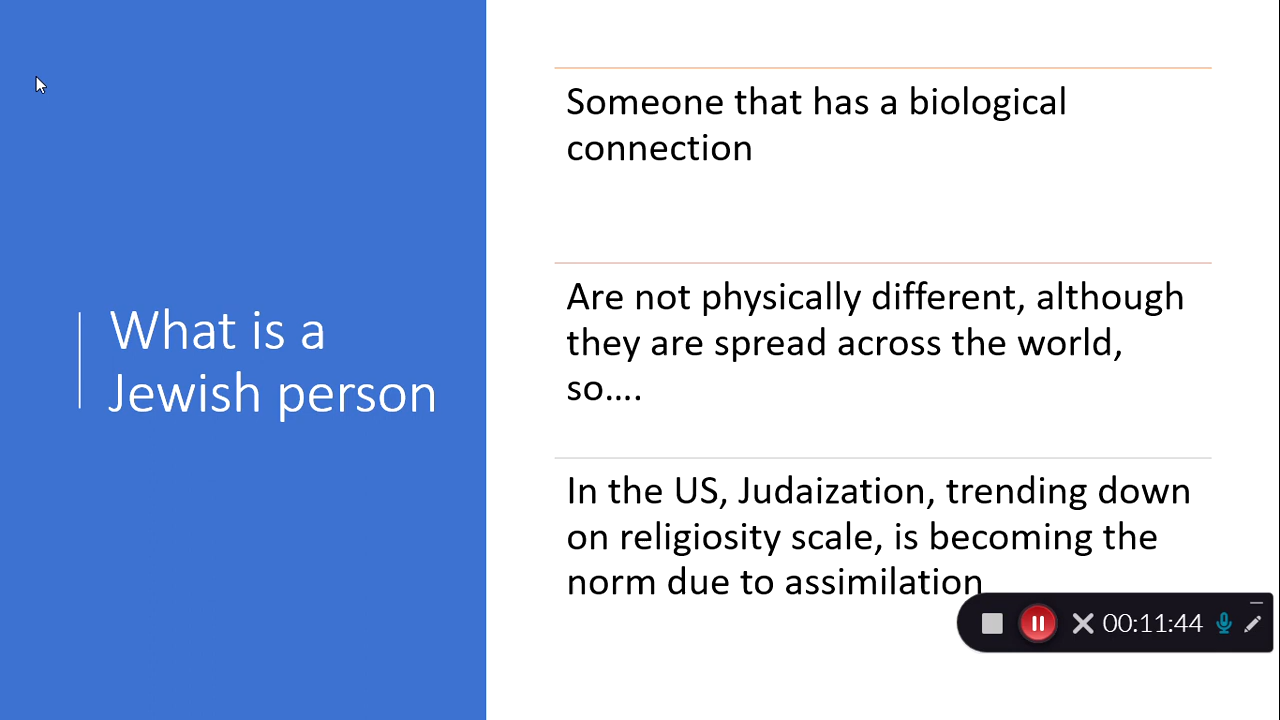 What is a
Jewish person
Someone that has a biological
connection
Are not physically different, although
they are spread across the world,
so....
In the US, Judaization, trending down
on religiosity scale, is becoming the
norm due to assimilation
00:11:44